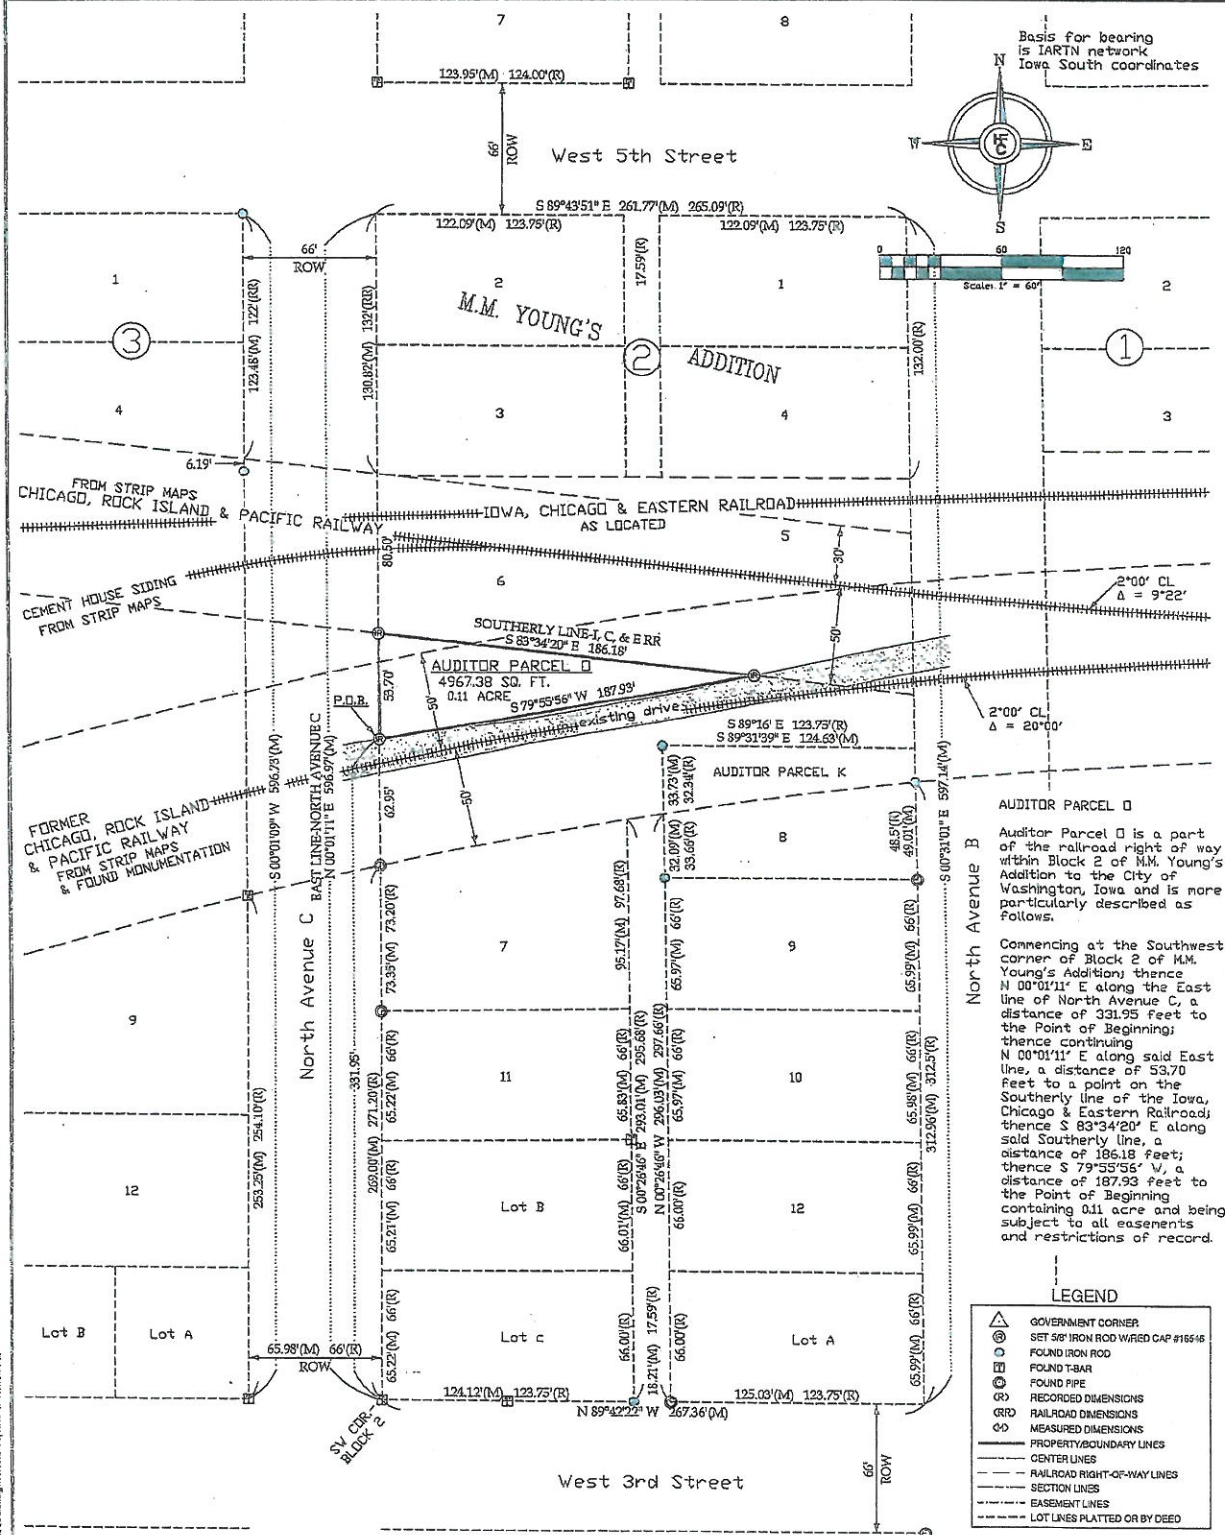 7
8
Basis for bearing
is IARTN network
Iowa South coordinates
N
W
E
S
123.95'(M) 124.00'(R)
66'
ROW
West 5th Street
S 89°43'51" E 261.77'(M) 265.09'(R)
122.09'(M) 123.75'(R)
122.09'(M) 123.75'(R)
66'
ROW
17.59'(R)
0 60 120
Scale: 1" = 60'
1
2
1
2
3
M.M. YOUNG'S
2
ADDITION
1
123.48'(M) 122'(RR)
130.82'(M) 132'(RR)
132.00'(R)
4
3
4
3
6.19'
FROM STRIP MAPS
CHICAGO, ROCK ISLAND & PACIFIC RAILWAY
IOWA, CHICAGO & EASTERN RAILROAD
AS LOCATED
5
80.50'
30'
6
CEMENT HOUSE SIDING
FROM STRIP MAPS
2°00' CL
Δ = 9°22'
SOUTHERLY LINE-I, C, & E RR
S 83°34'20" E 186.18'
50'
AUDITOR PARCEL O
4967.38 SQ. FT.
0.11 ACRE
53.70'
P.O.B.
50'
S 79°55'56" W 187.93'
existing drive
2°00' CL
Δ = 20°00'
S 89°16' E 123.75'(R)
S 89°31'39" E 124.63'(M)
AUDITOR PARCEL K
33.73'(M)
32.34'(R)
62.95'
50'
FORMER
CHICAGO, ROCK ISLAND
& PACIFIC RAILWAY
FROM STRIP MAPS
& FOUND MONUMENTATION
S 00°01'09" W 596.73'(M)
EAST LINE-NORTH AVENUE C
N 00°01'11" E 596.97'(M)
S 00°31'01" E 597.14'(M)
8
32.09'(M)
33.66'(R)
48.5'(R)
49.01'(M)
AUDITOR PARCEL O
Auditor Parcel O is a part
of the railroad right of way
within Block 2 of M.M. Young's
Addition to the City of
Washington, Iowa and is more
particularly described as
follows.
Commencing at the Southwest
corner of Block 2 of M.M.
Young's Addition; thence
N 00°01'11" E along the East
line of North Avenue C, a
distance of 331.95 feet to
the Point of Beginning;
thence continuing
N 00°01'11" E along said East
line, a distance of 53.70
feet to a point on the
Southerly line of the Iowa,
Chicago & Eastern Railroad;
thence S 83°34'20" E along
said Southerly line, a
distance of 186.18 feet;
thence S 79°55'56" W, a
distance of 187.93 feet to
the Point of Beginning
containing 0.11 acre and being
subject to all easements
and restrictions of record.
North Avenue C
North Avenue B
73.35'(M) 73.20'(R)
95.17'(M) 97.68'(R)
7
9
65.97'(M) 66'(R)
65.99'(M) 66'(R)
9
331.95'
269.00'(M) 271.20'(R)
65.22'(M) 66'(R)
11
65.83'(M) 66'(R)
S 00°26'46" E 293.01'(M) 295.68'(R)
N 00°26'46" W 296.03'(M) 297.66'(R)
65.97'(M) 66'(R)
10
65.98'(M) 66'(R)
312.96'(M) 312.5'(R)
253.25'(M) 254.10'(R)
12
65.21'(M) 66'(R)
Lot B
66.01'(M) 66'(R)
66.00'(R)
12
65.99'(M) 66'(R)
Lot B
Lot A
65.98'(M) 66'(R)
ROW
65.22'(M) 66'(R)
Lot C
66.00'(R)
18.21'(M) 17.59'(R)
66.00'(R)
Lot A
65.99'(M) 66'(R)
124.12'(M) 123.75'(R)
125.03'(M) 123.75'(R)
N 89°42'22" W 267.36'(M)
SW COR.
BLOCK 2
West 3rd Street
66'
ROW
LEGEND
GOVERNMENT CORNER
SET 5/8" IRON ROD W/RED CAP #16546
FOUND IRON ROD
FOUND T-BAR
FOUND PIPE
(R) RECORDED DIMENSIONS
(RR) RAILROAD DIMENSIONS
(M) MEASURED DIMENSIONS
PROPERTY/BOUNDARY LINES
CENTER LINES
RAILROAD RIGHT-OF-WAY LINES
SECTION LINES
EASEMENT LINES
LOT LINES PLATTED OR BY DEED